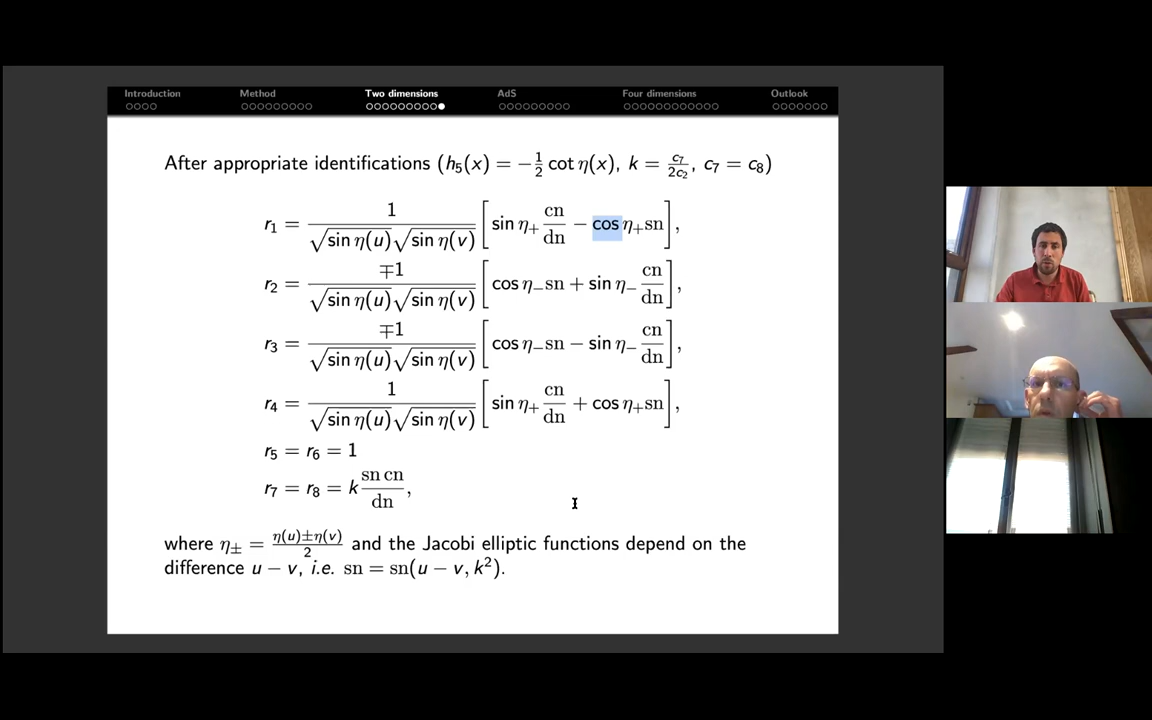 Introduction Method Two dimensions AdS Four dimensions Outlook
After appropriate identifications (h₅(x) = −½ cot η(x), k = c₇/2c₂, c₇ = c₈)
r₁ = 1/(√sin η(u) √sin η(v)) [sin η₊ cn/dn − cos η₊ sn],
r₂ = ∓1/(√sin η(u) √sin η(v)) [cos η₋ sn + sin η₋ cn/dn],
r₃ = ∓1/(√sin η(u) √sin η(v)) [cos η₋ sn − sin η₋ cn/dn],
r₄ = 1/(√sin η(u) √sin η(v)) [sin η₊ cn/dn + cos η₊ sn],
r₅ = r₆ = 1
r₇ = r₈ = k sn cn/dn,
where η± = η(u)±η(v)/2 and the Jacobi elliptic functions depend on the
difference u − v, i.e. sn = sn(u − v, k²).